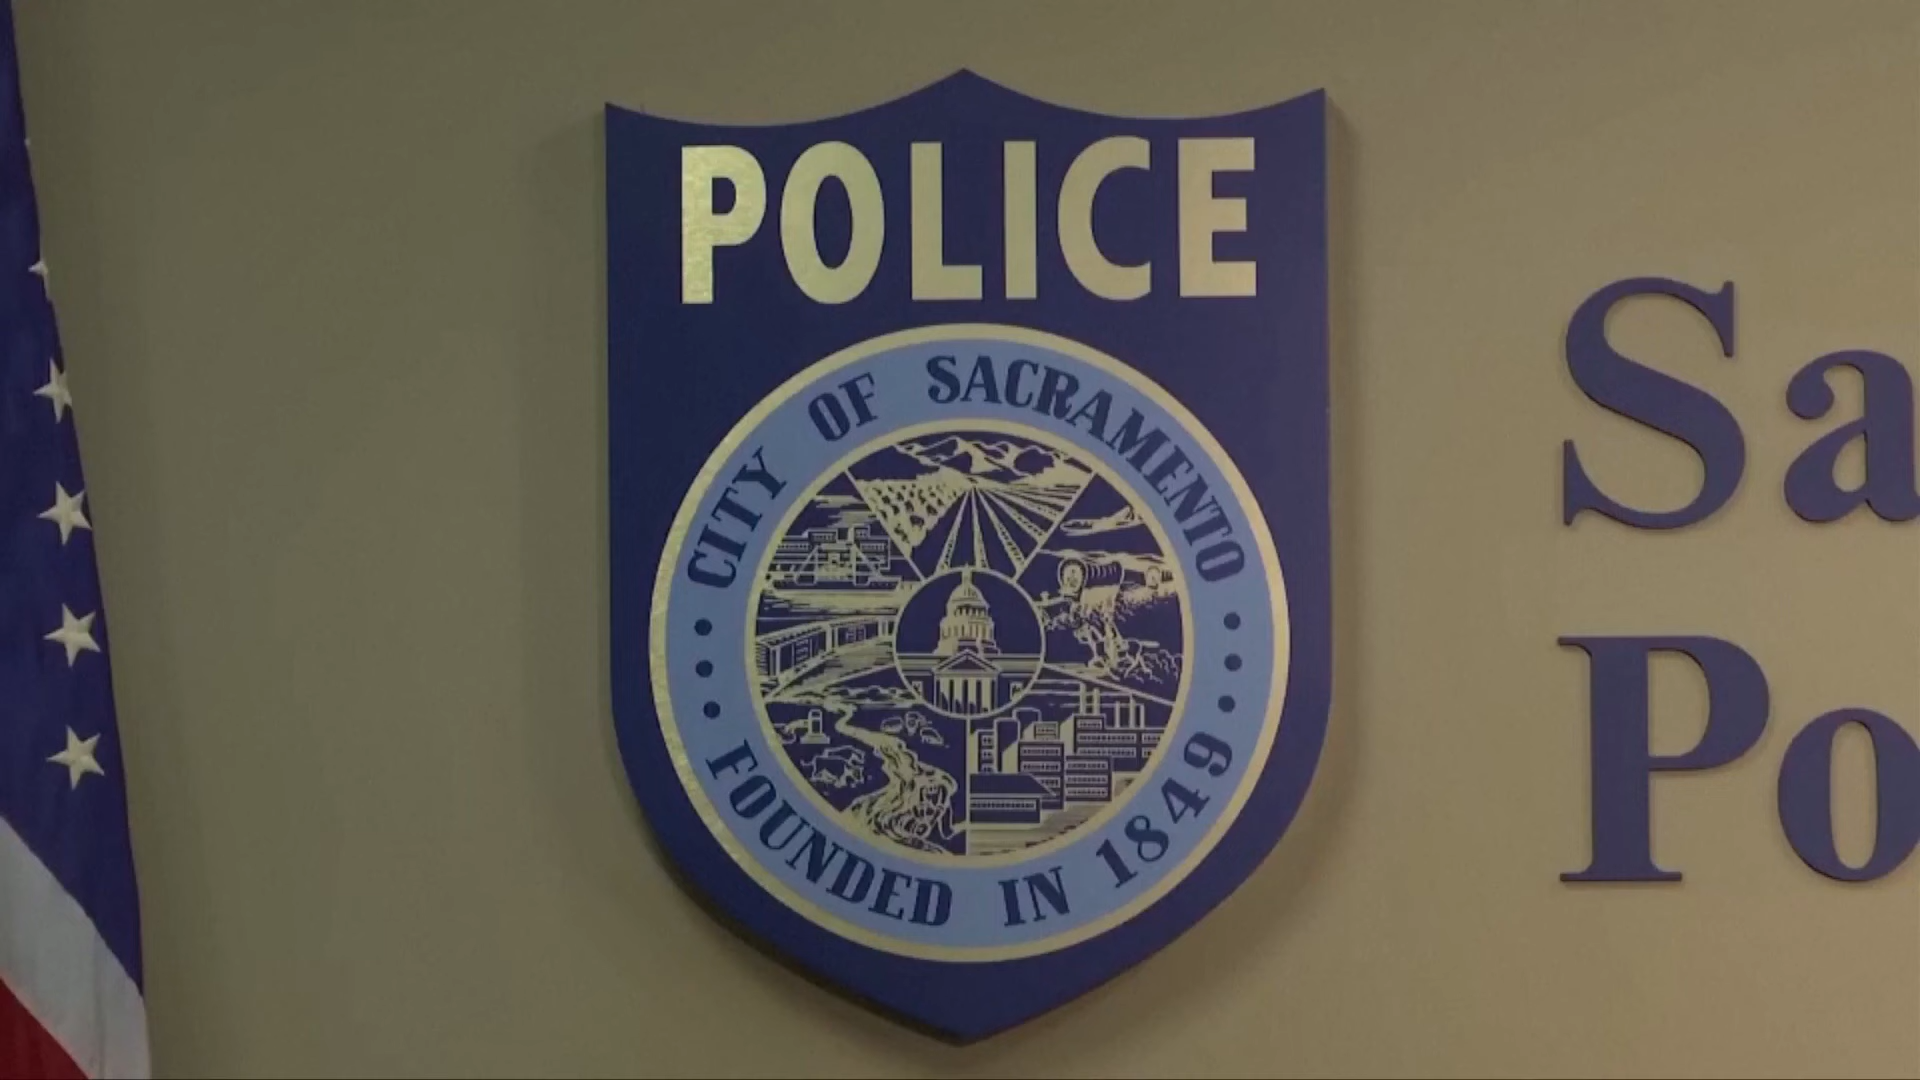 POLICE
CITY OF SACRAMENTO
FOUNDED IN 1849
Sa
Po